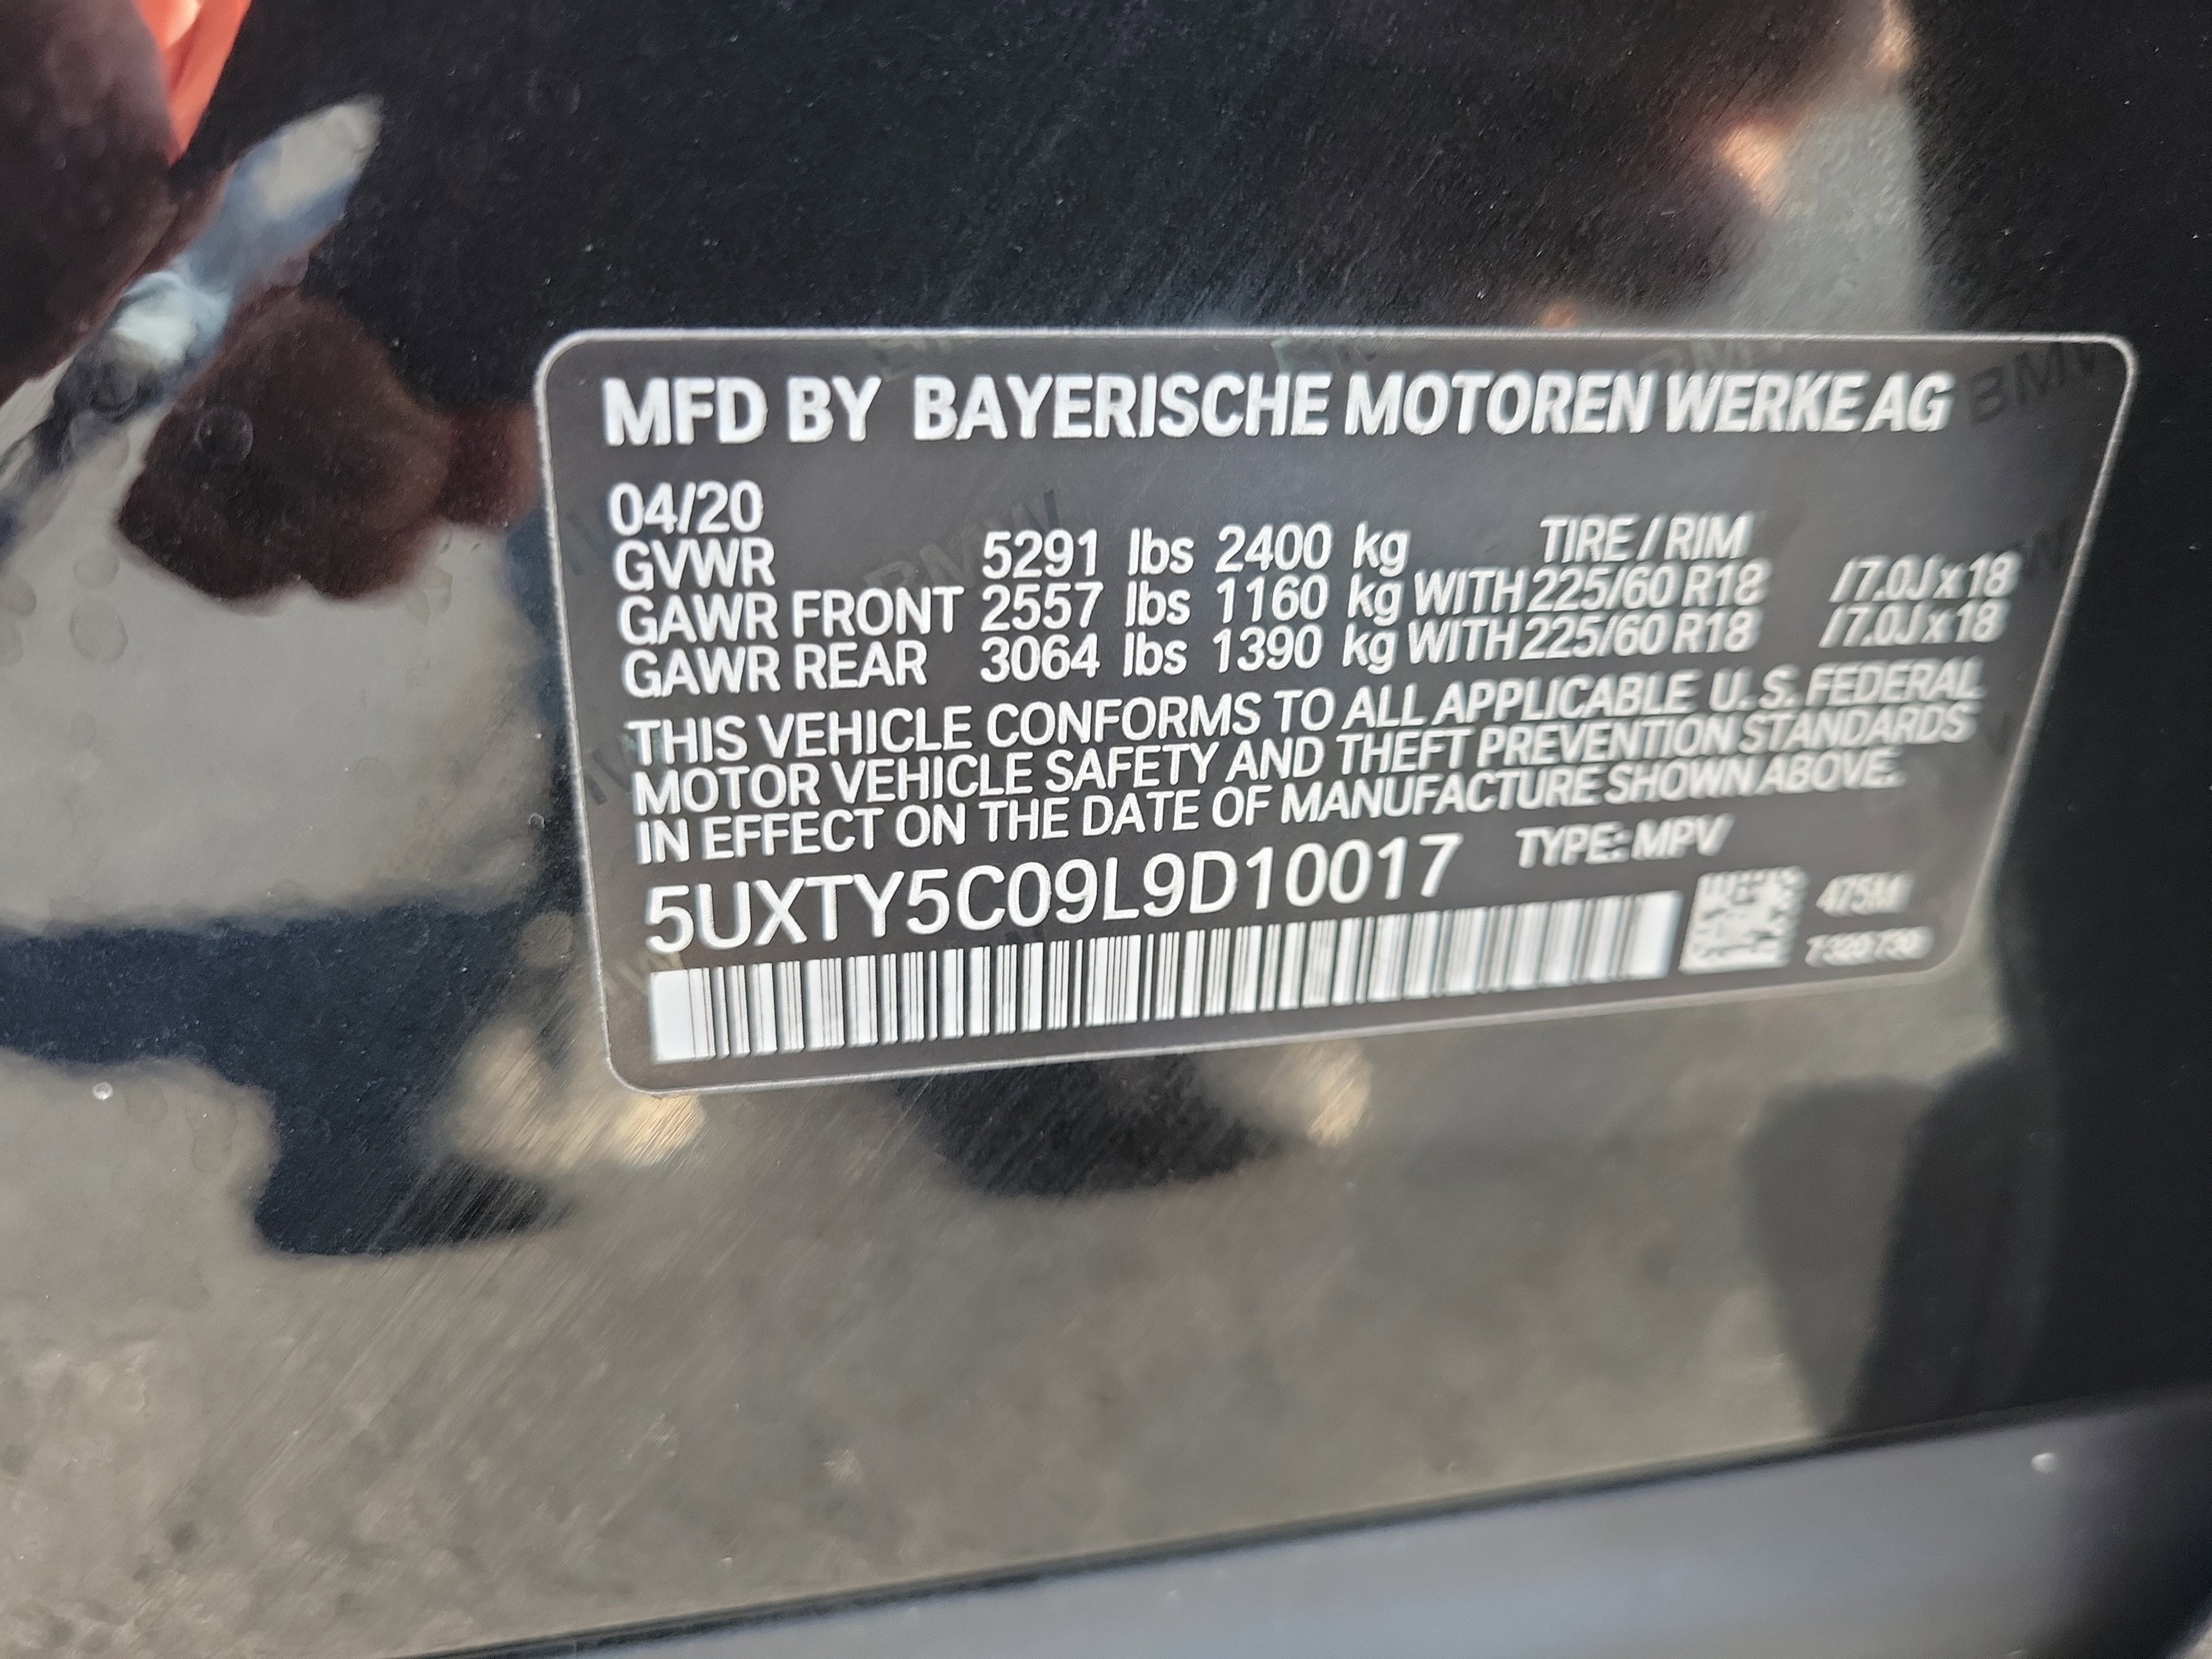 MFD BY BAYERISCHE MOTOREN WERKE AG
04/20
TIRE / RIM
GVWR 5291 lbs 2400 kg
GAWR FRONT 2557 lbs 1160 kg WITH 225/60 R18 /7.0J x 18
GAWR REAR 3064 lbs 1390 kg WITH 225/60 R18 /7.0J x 18
THIS VEHICLE CONFORMS TO ALL APPLICABLE U. S. FEDERAL
MOTOR VEHICLE SAFETY AND THEFT PREVENTION STANDARDS
IN EFFECT ON THE DATE OF MANUFACTURE SHOWN ABOVE.
5UXTY5C09L9D10017 TYPE: MPV
475M